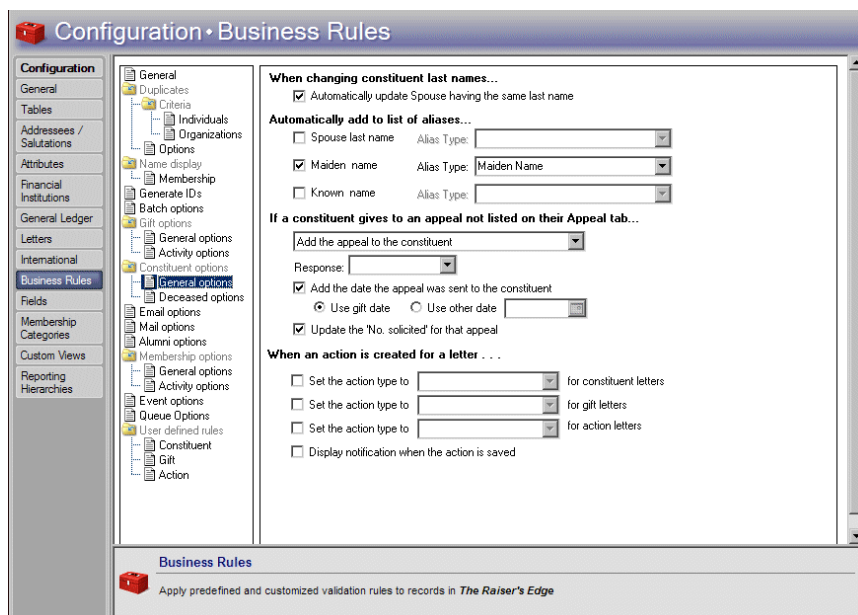 Configuration • Business Rules
Configuration
General
Tables
Addressees /
Salutations
Attributes
Financial
Institutions
General Ledger
Letters
International
Business Rules
Fields
Membership
Categories
Custom Views
Reporting
Hierarchies
General
Duplicates
Criteria
Individuals
Organizations
Options
Name display
Membership
Generate IDs
Batch options
Gift options
General options
Activity options
Constituent options
General options
Deceased options
Email options
Mail options
Alumni options
Membership options
General options
Activity options
Event options
Queue Options
User defined rules
Constituent
Gift
Action
When changing constituent last names...
Automatically update Spouse having the same last name
Automatically add to list of aliases...
Spouse last name Alias Type:
Maiden name Alias Type: Maiden Name
Known name Alias Type:
If a constituent gives to an appeal not listed on their Appeal tab...
Add the appeal to the constituent
Response:
Add the date the appeal was sent to the constituent
Use gift date Use other date
Update the 'No. solicited' for that appeal
When an action is created for a letter . . .
Set the action type to for constituent letters
Set the action type to for gift letters
Set the action type to for action letters
Display notification when the action is saved
Business Rules
Apply predefined and customized validation rules to records in The Raiser's Edge